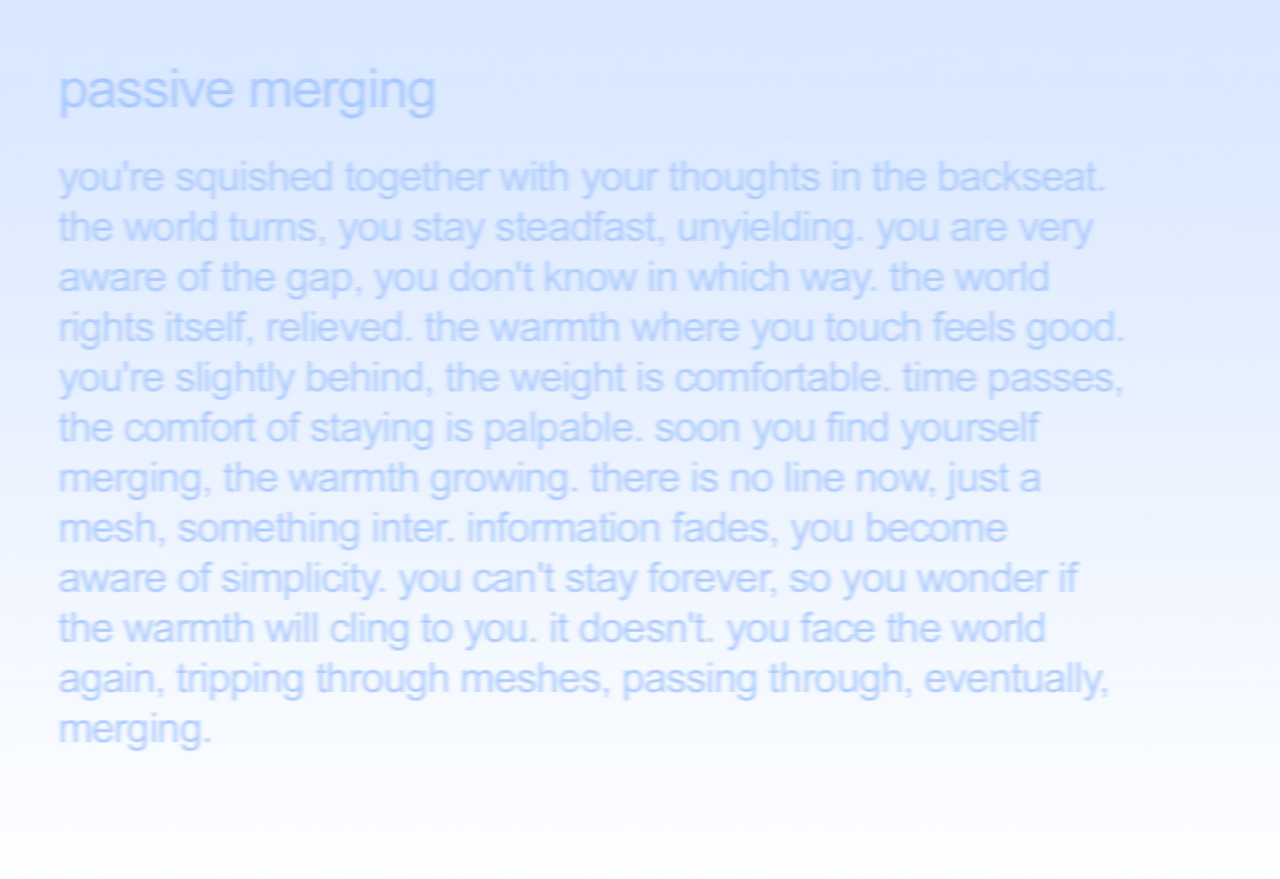 passive merging
you're squished together with your thoughts in the backseat.
the world turns, you stay steadfast, unyielding. you are very
aware of the gap, you don't know in which way. the world
rights itself, relieved. the warmth where you touch feels good.
you're slightly behind, the weight is comfortable. time passes,
the comfort of staying is palpable. soon you find yourself
merging, the warmth growing. there is no line now, just a
mesh, something inter. information fades, you become
aware of simplicity. you can't stay forever, so you wonder if
the warmth will cling to you. it doesn't. you face the world
again, tripping through meshes, passing through, eventually,
merging.